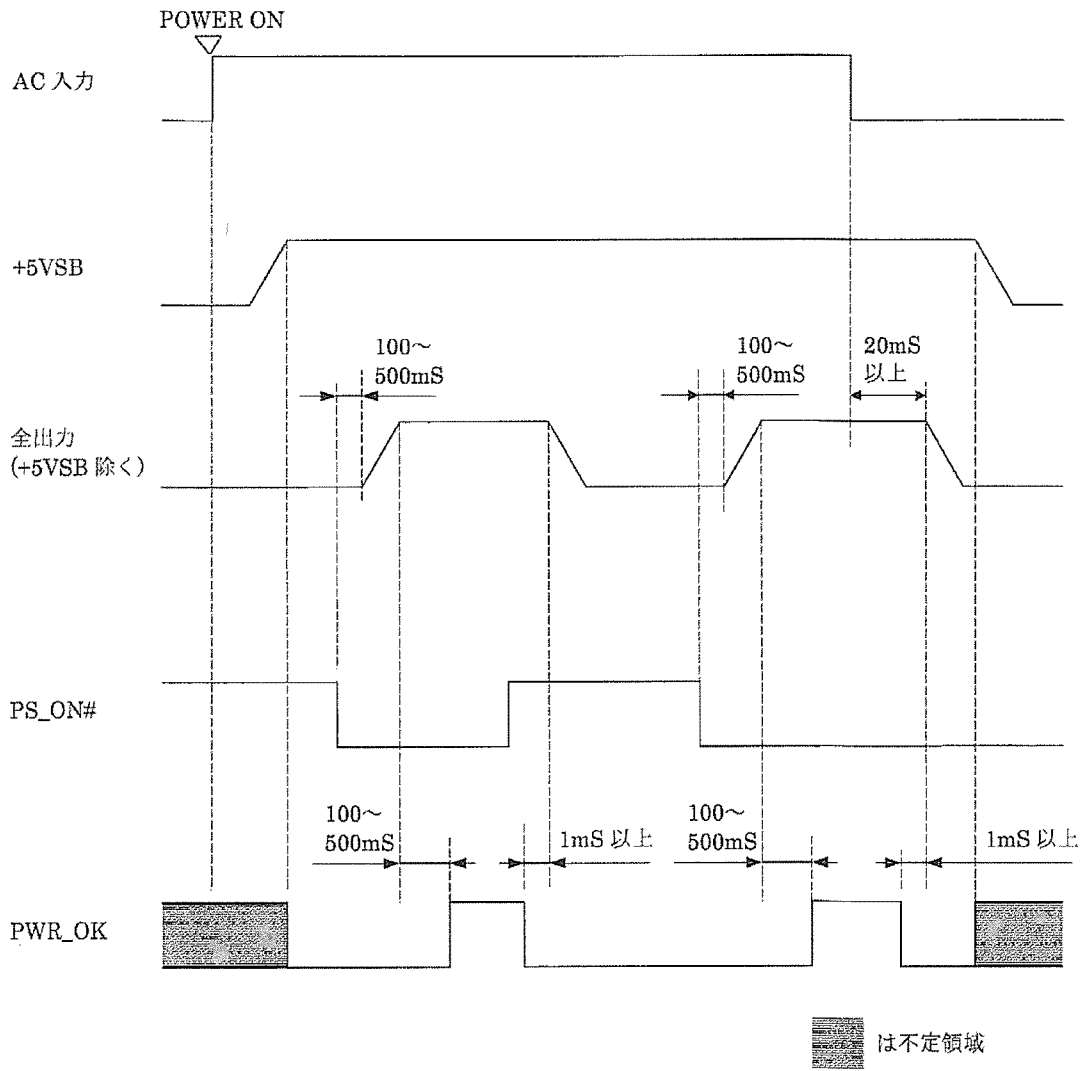 POWER ON
AC 入力
+5VSB
100～
500mS
100～
500mS
20mS
以上
全出力
(+5VSB 除く)
PS_ON#
100～
500mS
1mS 以上
100～
500mS
1mS 以上
PWR_OK
は不定領域